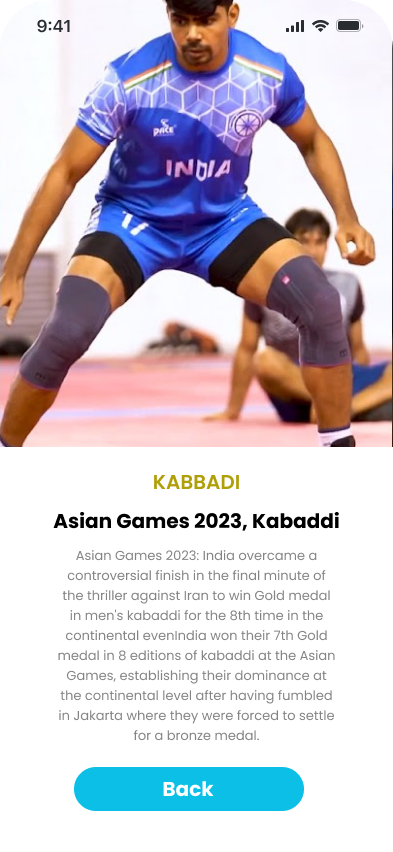 9:41
PACE
INDIA
17
KABBADI
Asian Games 2023, Kabaddi
Asian Games 2023: India overcame a
controversial finish in the final minute of
the thriller against Iran to win Gold medal
in men's kabaddi for the 8th time in the
continental evenIndia won their 7th Gold
medal in 8 editions of kabaddi at the Asian
Games, establishing their dominance at
the continental level after having fumbled
in Jakarta where they were forced to settle
for a bronze medal.
Back